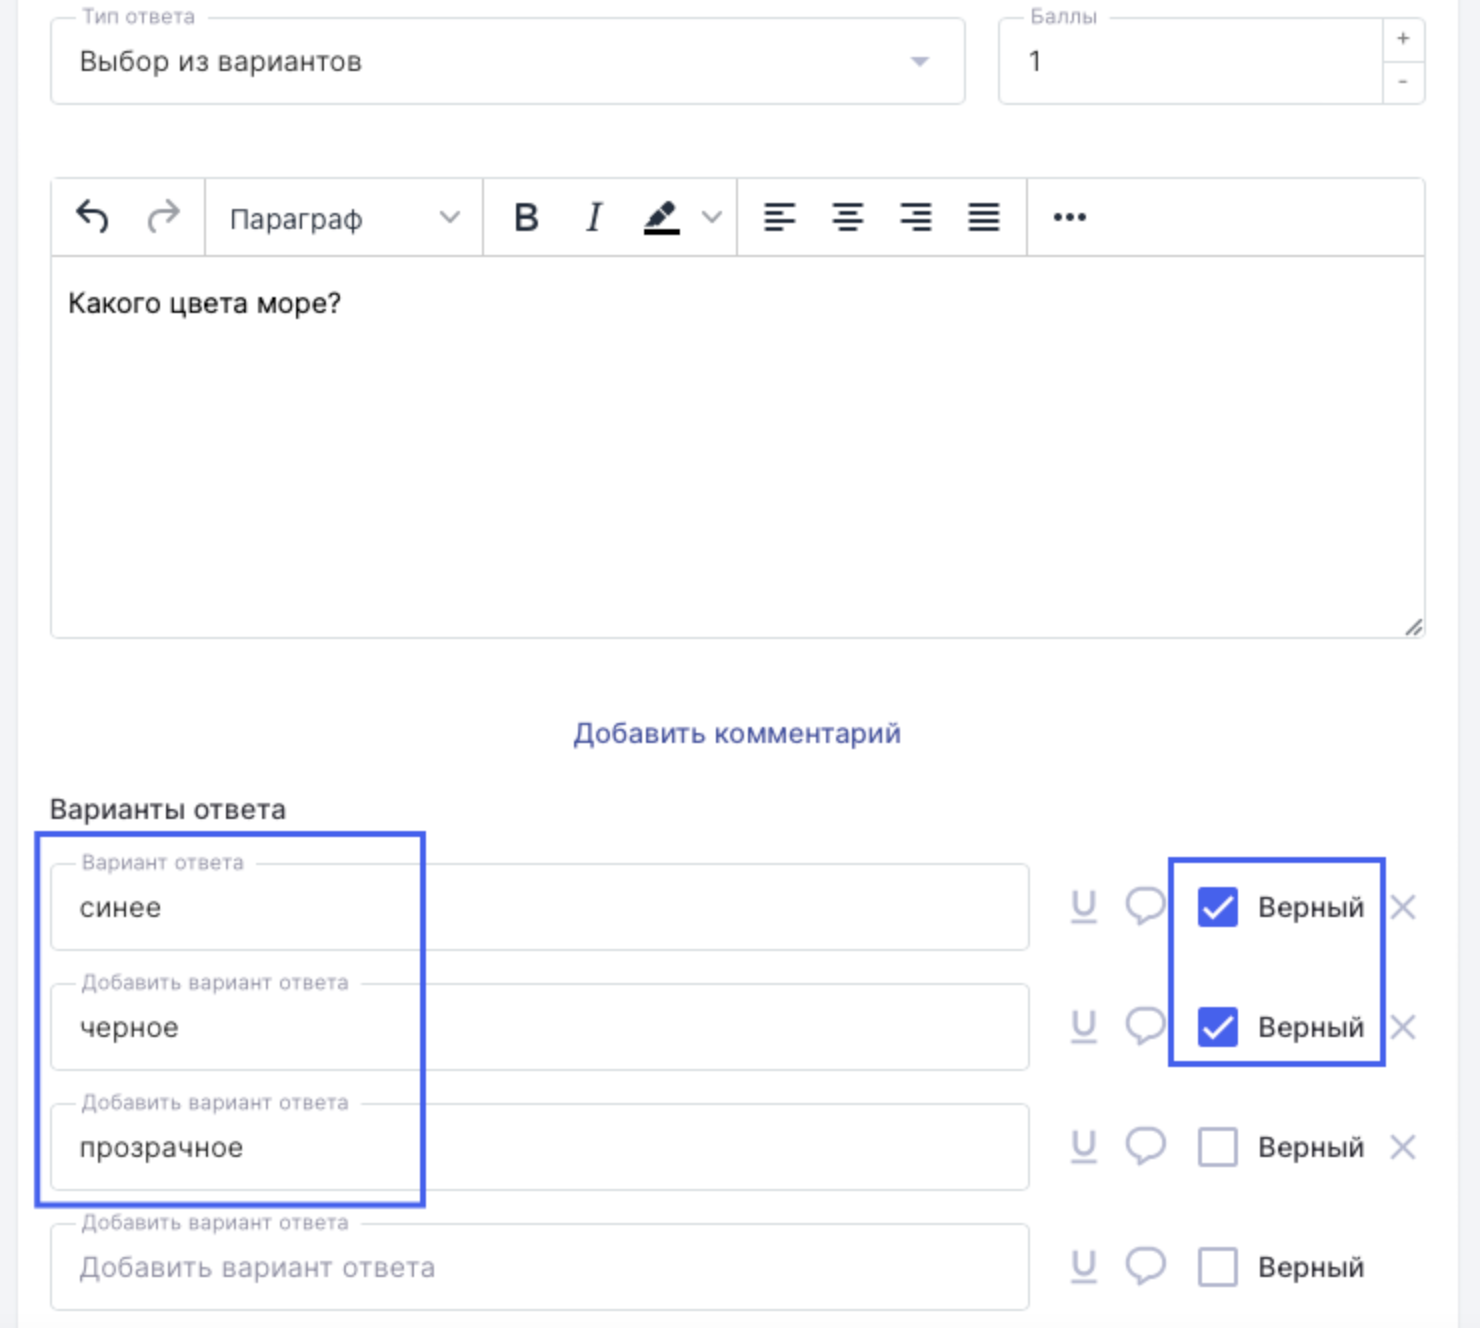 Тип ответа
Баллы
Выбор из вариантов
1
+
-
Параграф
B
I
Какого цвета море?
Добавить комментарий
Варианты ответа
Вариант ответа
синее
U
Верный
Добавить вариант ответа
черное
U
Верный
Добавить вариант ответа
прозрачное
U
Верный
Добавить вариант ответа
Добавить вариант ответа
U
Верный